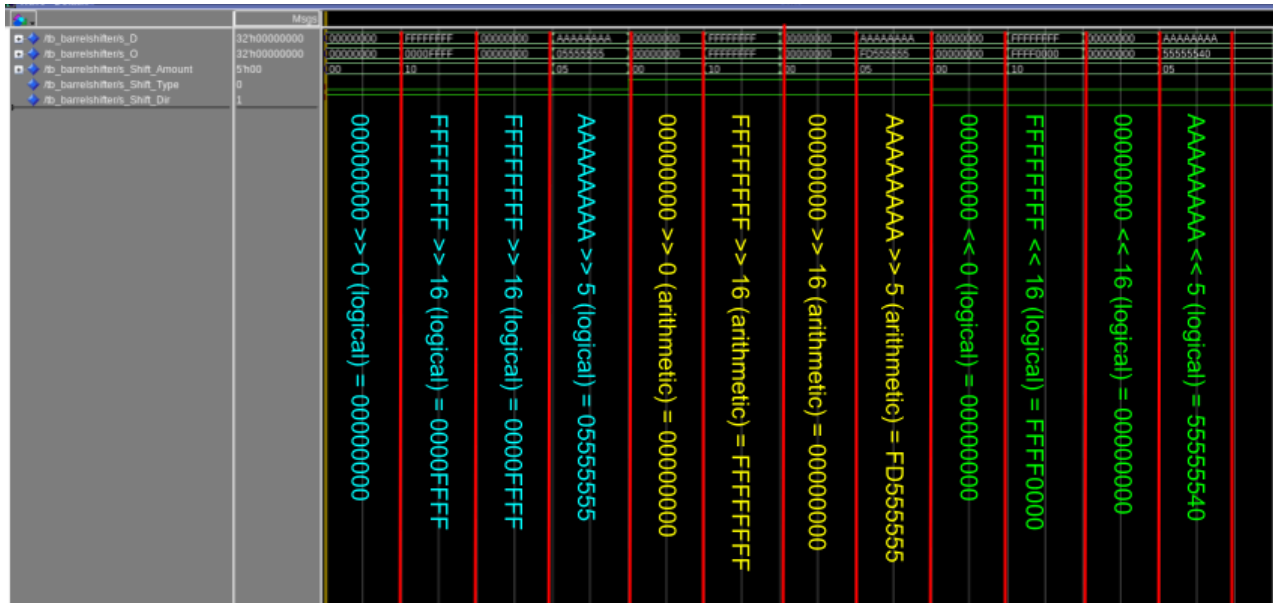 Msgs
/tb_barrelshifter/s_D 32'h00000000 00000000 FFFFFFFF 00000000 AAAAAAAA 00000000 FFFFFFFF 00000000 AAAAAAAA 00000000 FFFFFFFF 00000000 AAAAAAAA
/tb_barrelshifter/s_O 32'h00000000 00000000 0000FFFF 00000000 05555555 00000000 FFFFFFFF 00000000 FD555555 00000000 FFFF0000 00000000 55555540
/tb_barrelshifter/s_Shift_Amount 5'h00 00 10 05 00 10 00 05 00 10 05
/tb_barrelshifter/s_Shift_Type 0
/tb_barrelshifter/s_Shift_Dir 1
00000000 >> 0 (logical) = 00000000
FFFFFFFF >> 16 (logical) = 0000FFFF
FFFFFFFF >> 16 (logical) = 0000FFFF
AAAAAAAA >> 5 (logical) = 05555555
00000000 >> 0 (arithmetic) = 00000000
FFFFFFFF >> 16 (arithmetic) = FFFFFFFF
00000000 >> 16 (arithmetic) = 00000000
AAAAAAAA >> 5 (arithmetic) = FD555555
00000000 << 0 (logical) = 00000000
FFFFFFFF << 16 (logical) = FFFF0000
00000000 << 16 (logical) = 00000000
AAAAAAAA << 5 (logical) = 55555540